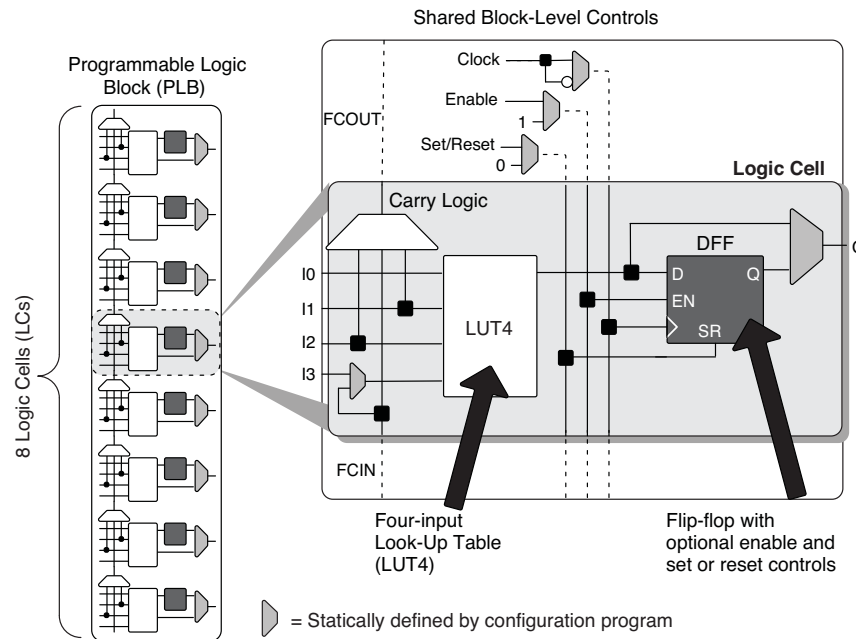 Shared Block-Level Controls
Programmable Logic
Block (PLB)
8 Logic Cells (LCs)
Clock
Enable
1
FCOUT
Set/Reset
0
Logic Cell
Carry Logic
DFF
I0
D
Q
I1
EN
LUT4
I2
SR
I3
FCIN
Four-input
Look-Up Table
(LUT4)
Flip-flop with
optional enable and
set or reset controls
= Statically defined by configuration program